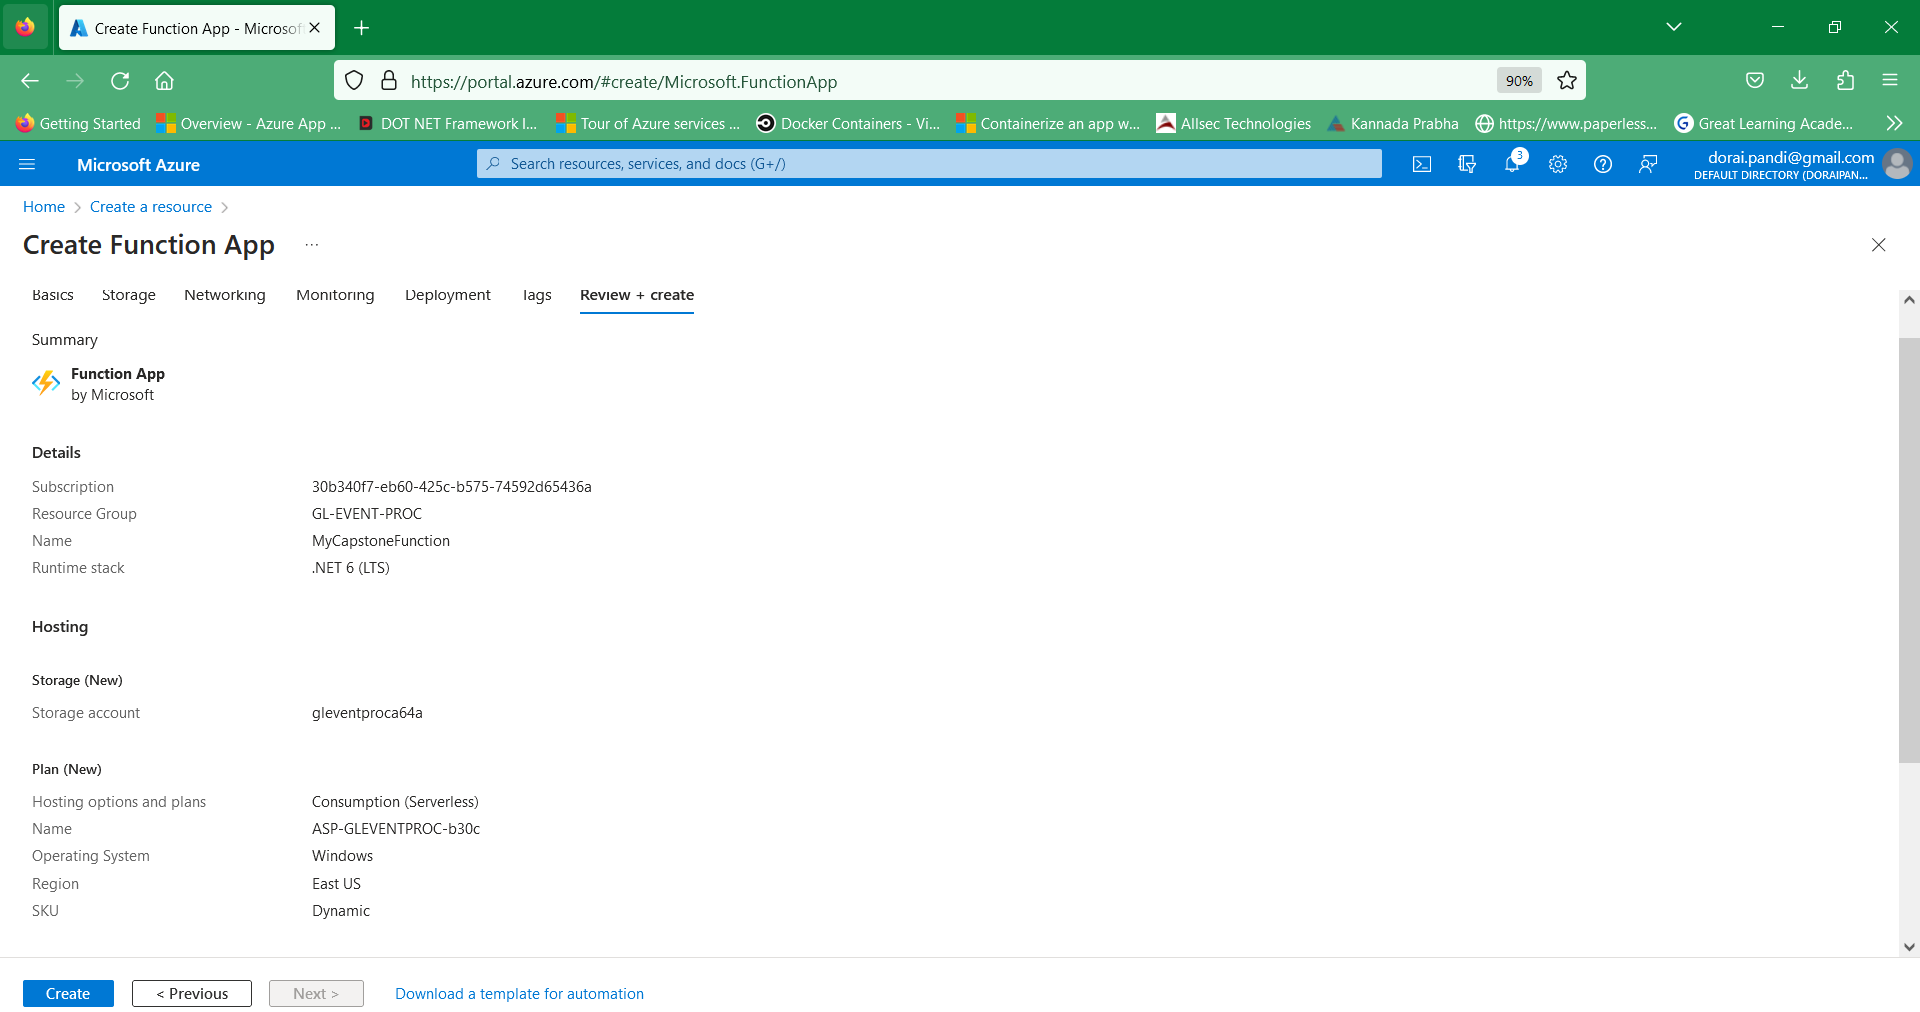 Create Function App - Microsof
https://portal.azure.com/#create/Microsoft.FunctionApp
90%
Getting Started
Overview - Azure App ...
DOT NET Framework I...
Tour of Azure services ...
Docker Containers - Vi...
Containerize an app w...
Allsec Technologies
Kannada Prabha
https://www.paperless...
Great Learning Acade...
Microsoft Azure
Search resources, services, and docs (G+/)
3
dorai.pandi@gmail.com
DEFAULT DIRECTORY (DORAIPAN...
Home > Create a resource >
Create Function App ...
Basics Storage Networking Monitoring Deployment Tags Review + create
Summary
Function App
by Microsoft
Details
Subscription 30b340f7-eb60-425c-b575-74592d65436a
Resource Group GL-EVENT-PROC
Name MyCapstoneFunction
Runtime stack .NET 6 (LTS)
Hosting
Storage (New)
Storage account gleventproca64a
Plan (New)
Hosting options and plans Consumption (Serverless)
Name ASP-GLEVENTPROC-b30c
Operating System Windows
Region East US
SKU Dynamic
Create < Previous Next > Download a template for automation